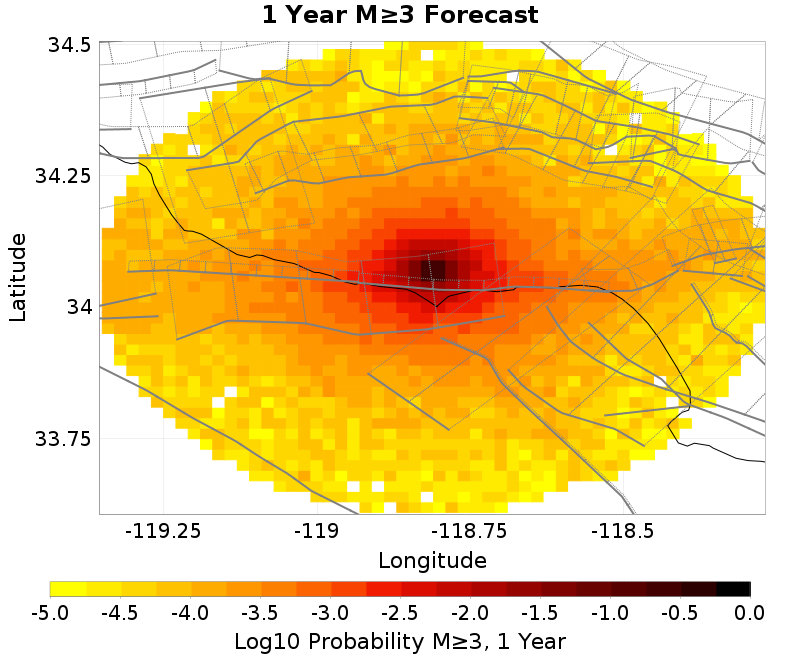 1 Year M≥3 Forecast
34.5
34.25
34
33.75
Latitude
-119.25 -119 -118.75 -118.5
Longitude
-5.0 -4.5 -4.0 -3.5 -3.0 -2.5 -2.0 -1.5 -1.0 -0.5 0.0
Log10 Probability M≥3, 1 Year